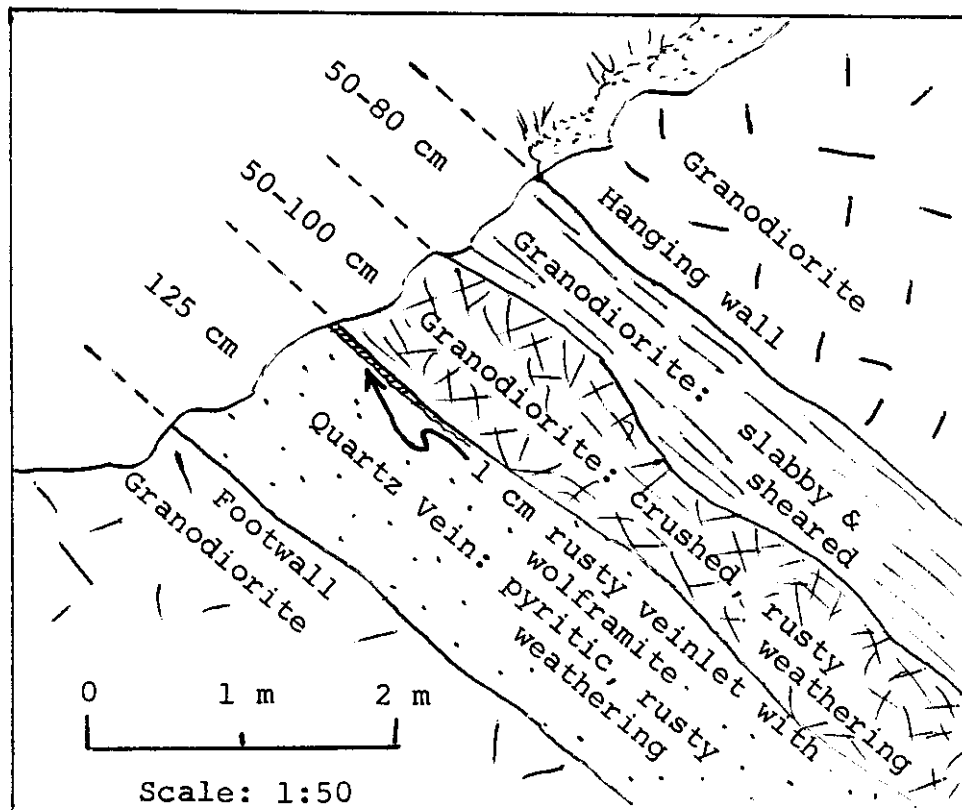 50-80 cm
50-100 cm
125 cm
Granodiorite
Hanging wall
Granodiorite:
slabby &
sheared
Granodiorite: crushed, rusty
weathering
1 cm rusty veinlet with
wolframite
Quartz Vein: pyritic, rusty
weathering
Footwall
Granodiorite
0 1 m 2 m
Scale: 1:50